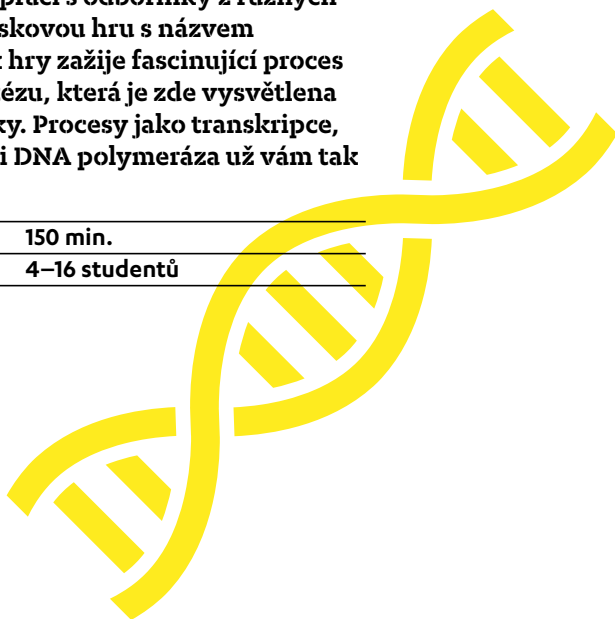 práci s odborníky z různých
skovou hru s názvem
hry zažije fascinující proces
ézu, která je zde vysvětlena
ky. Procesy jako transkripce,
i DNA polymeráza už vám tak
150 min.
4–16 studentů